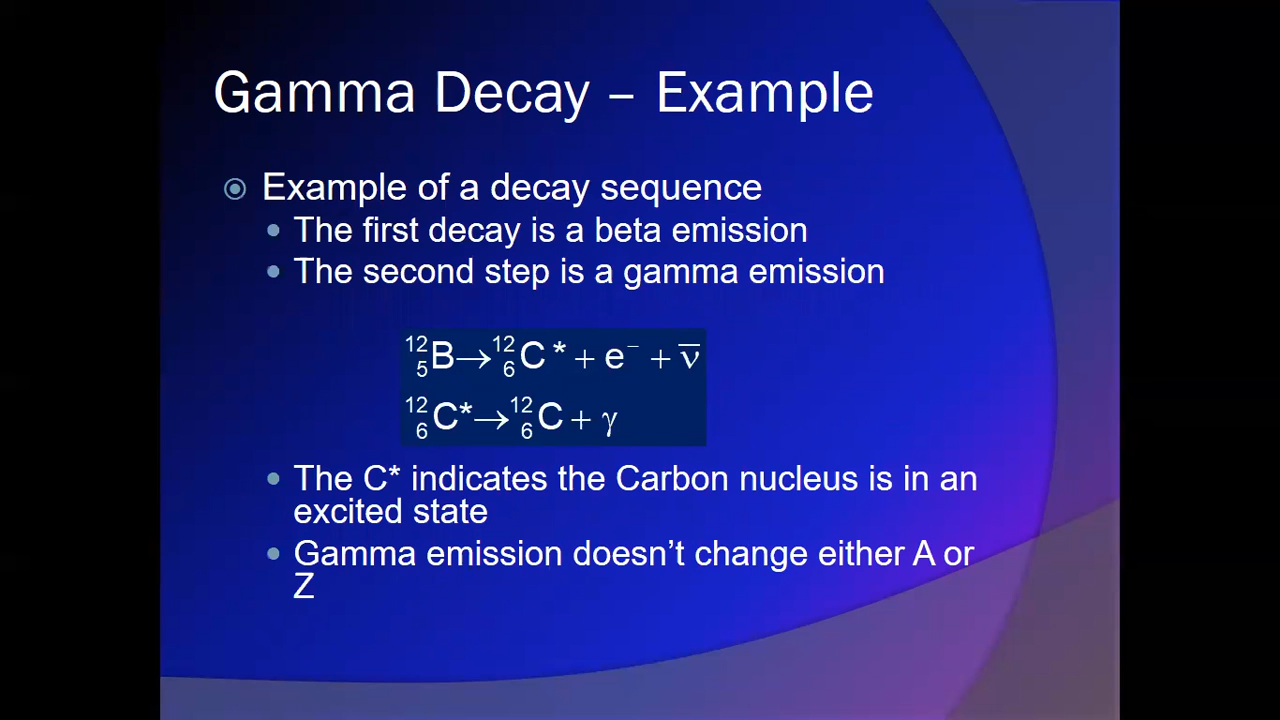 Gamma Decay – Example
Example of a decay sequence
The first decay is a beta emission
The second step is a gamma emission
¹²₅B→¹²₆C* + e⁻ + ν̅
¹²₆C*→¹²₆C + γ
The C* indicates the Carbon nucleus is in an
excited state
Gamma emission doesn’t change either A or
Z